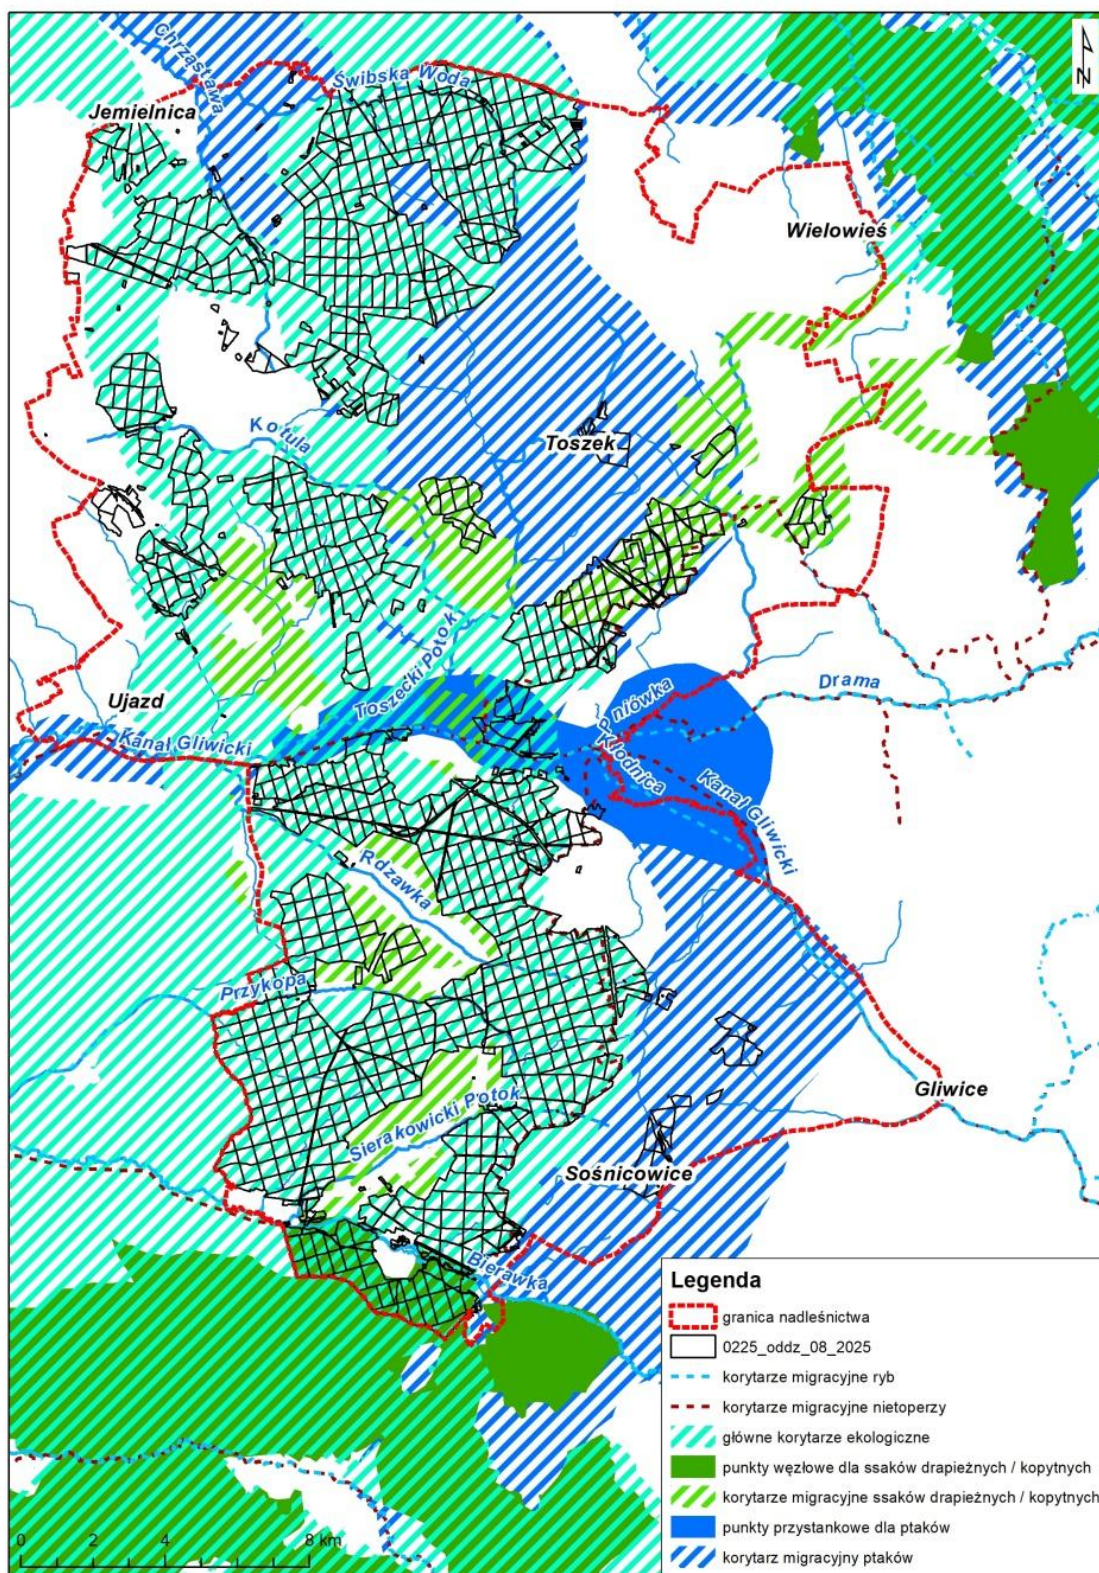 Chrząstawa
Świbska Woda
Jemielnica
N
Wielowieś
Kotula
Toszek
Toszecki Potok
Ujazd
Kanał Gliwicki
Pniówka
Drama
Kłodnica
Kanał Gliwicki
Rdzawka
Przykopa
Gliwice
Sierakowicki Potok
Sośnicowice
Bierawka
Legenda
granica nadleśnictwa
0225_oddz_08_2025
korytarze migracyjne ryb
korytarze migracyjne nietoperzy
główne korytarze ekologiczne
punkty węzłowe dla ssaków drapieżnych / kopytnych
korytarze migracyjne ssaków drapieżnych / kopytnych
punkty przystankowe dla ptaków
korytarz migracyjny ptaków
0 2 4 8 km